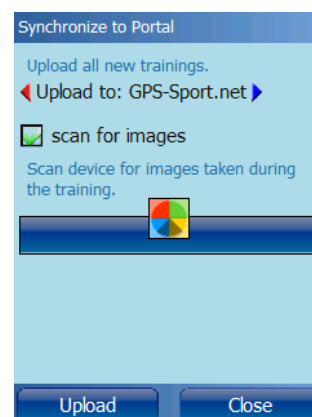 Synchronize to Portal
Upload all new trainings.
Upload to: GPS-Sport.net
scan for images
Scan device for images taken during
the training.
Upload
Close